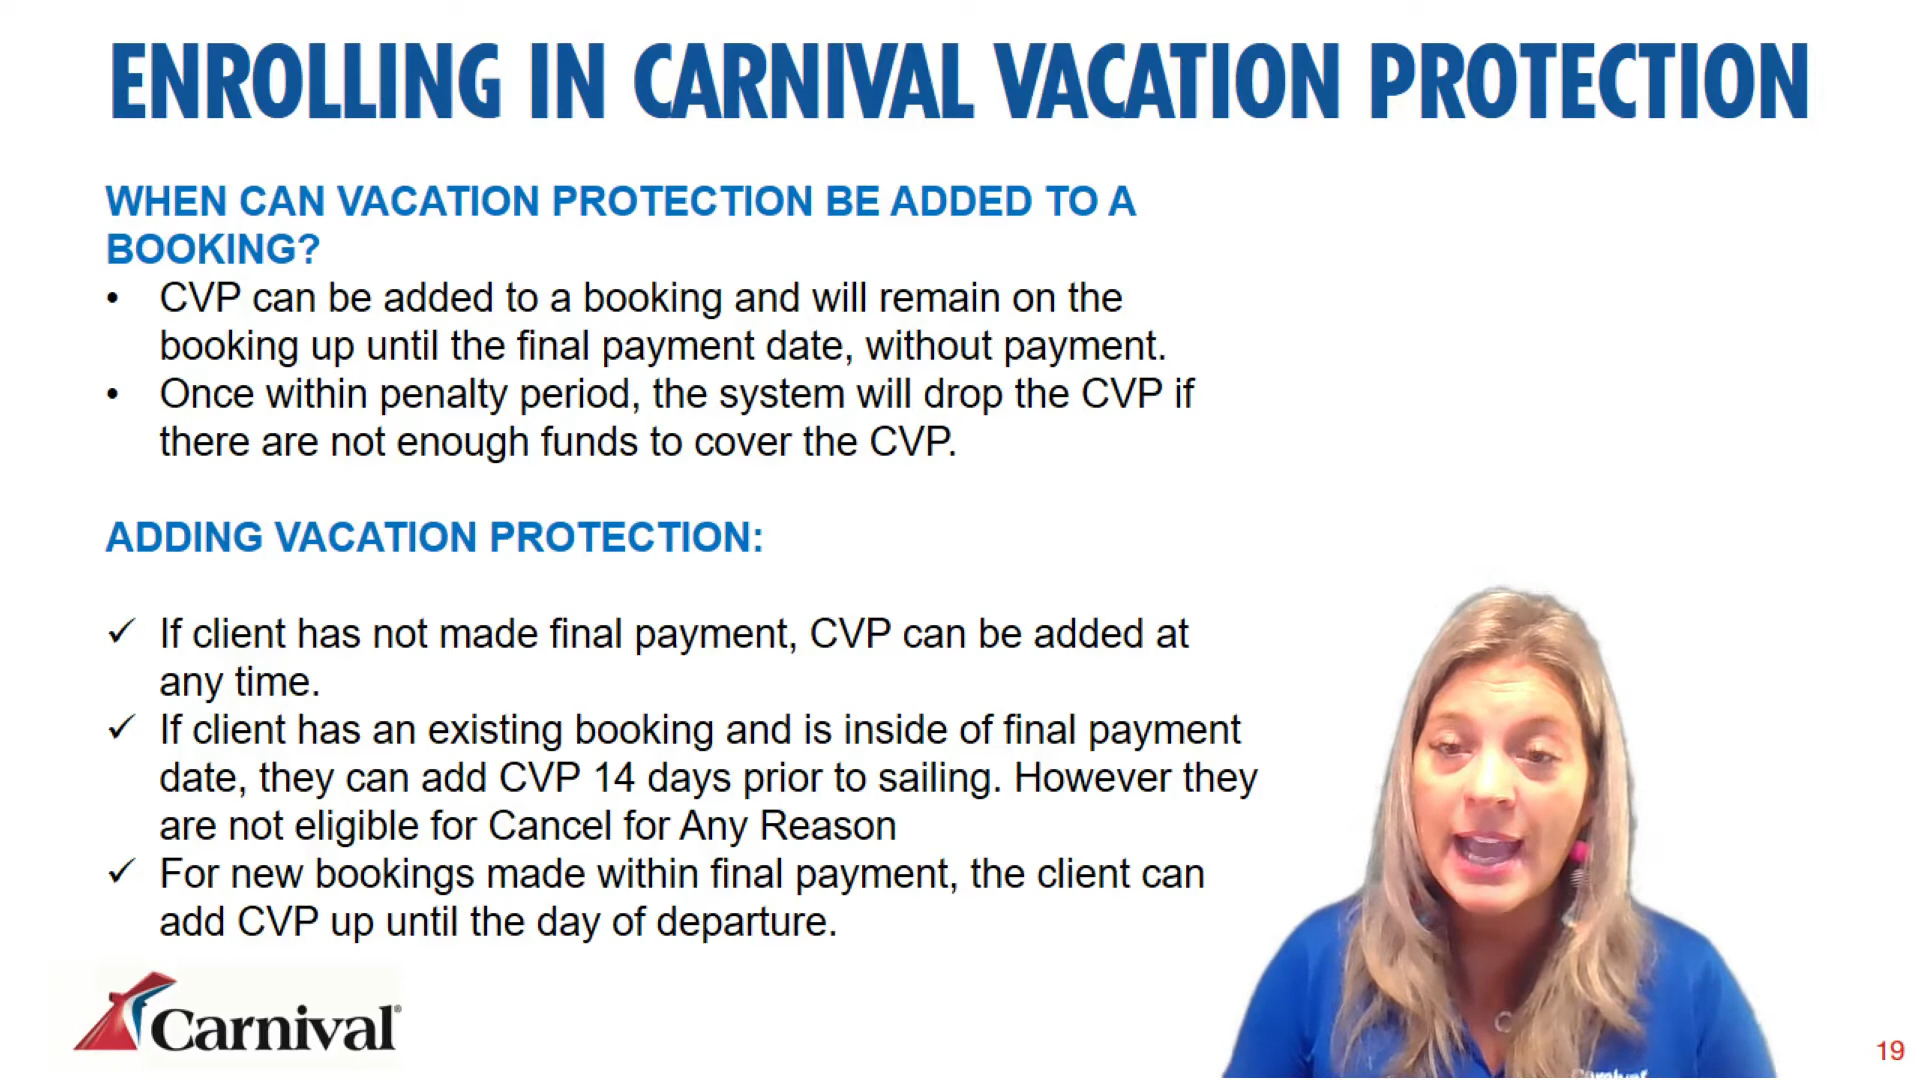 ENROLLING IN CARNIVAL VACATION PROTECTION
WHEN CAN VACATION PROTECTION BE ADDED TO A
BOOKING?
• CVP can be added to a booking and will remain on the
booking up until the final payment date, without payment.
• Once within penalty period, the system will drop the CVP if
there are not enough funds to cover the CVP.
ADDING VACATION PROTECTION:
✓ If client has not made final payment, CVP can be added at
any time.
✓ If client has an existing booking and is inside of final payment
date, they can add CVP 14 days prior to sailing. However they
are not eligible for Cancel for Any Reason
✓ For new bookings made within final payment, the client can
add CVP up until the day of departure.
Carnival®
19